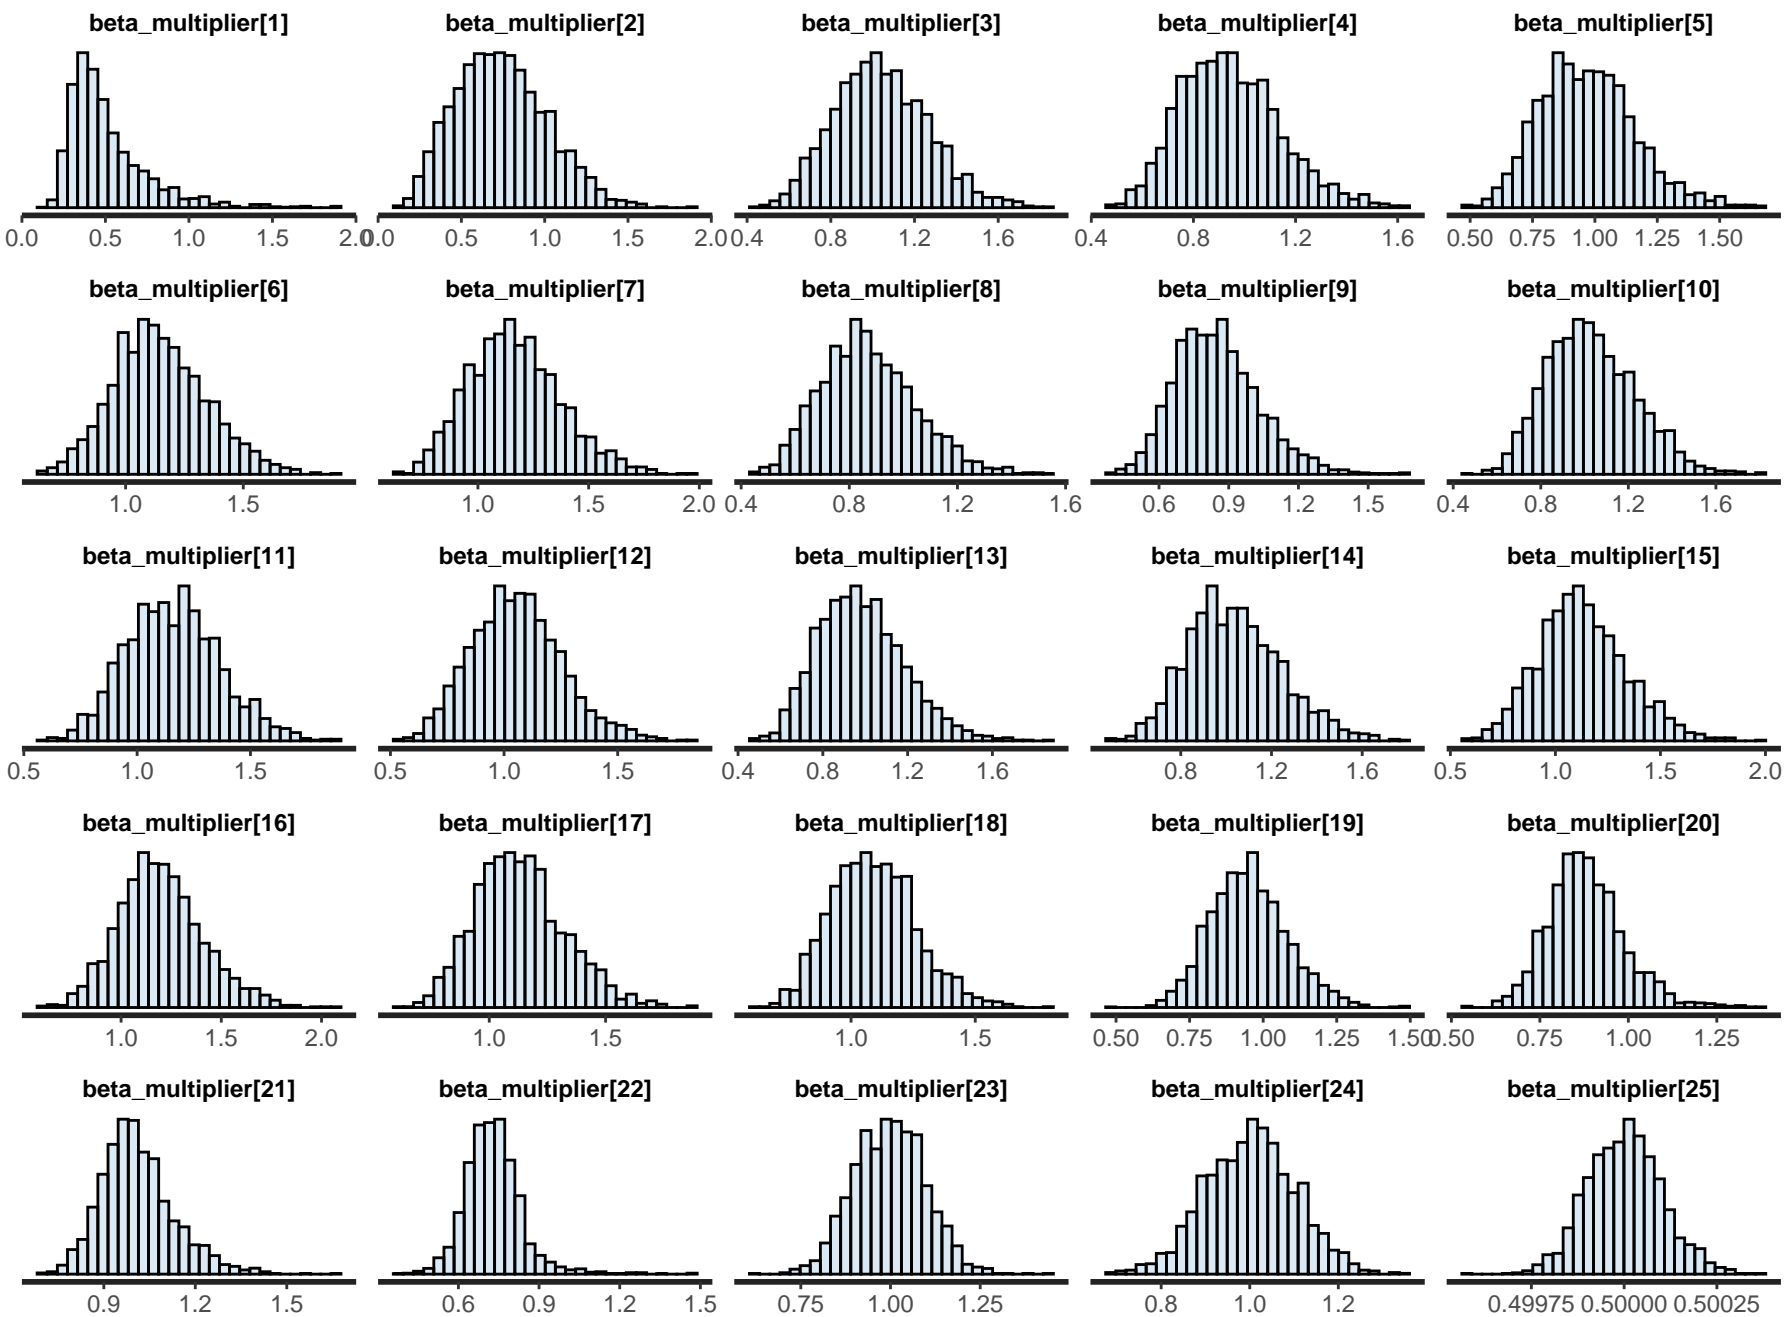 beta_multiplier[1] beta_multiplier[2] beta_multiplier[3] beta_multiplier[4] beta_multiplier[5]
0.0 0.5 1.0 1.5 2.0 0.0 0.5 1.0 1.5 2.0 0.4 0.8 1.2 1.6 0.4 0.8 1.2 1.6 0.50 0.75 1.00 1.25 1.50
beta_multiplier[6] beta_multiplier[7] beta_multiplier[8] beta_multiplier[9] beta_multiplier[10]
1.0 1.5 1.0 1.5 2.0 0.4 0.8 1.2 1.6 0.6 0.9 1.2 1.5 0.4 0.8 1.2 1.6
beta_multiplier[11] beta_multiplier[12] beta_multiplier[13] beta_multiplier[14] beta_multiplier[15]
0.5 1.0 1.5 0.5 1.0 1.5 0.4 0.8 1.2 1.6 0.8 1.2 1.6 0.5 1.0 1.5 2.0
beta_multiplier[16] beta_multiplier[17] beta_multiplier[18] beta_multiplier[19] beta_multiplier[20]
1.0 1.5 2.0 1.0 1.5 1.0 1.5 0.50 0.75 1.00 1.25 1.50 0.50 0.75 1.00 1.25
beta_multiplier[21] beta_multiplier[22] beta_multiplier[23] beta_multiplier[24] beta_multiplier[25]
0.9 1.2 1.5 0.6 0.9 1.2 1.5 0.75 1.00 1.25 0.8 1.0 1.2 0.49975 0.50000 0.50025